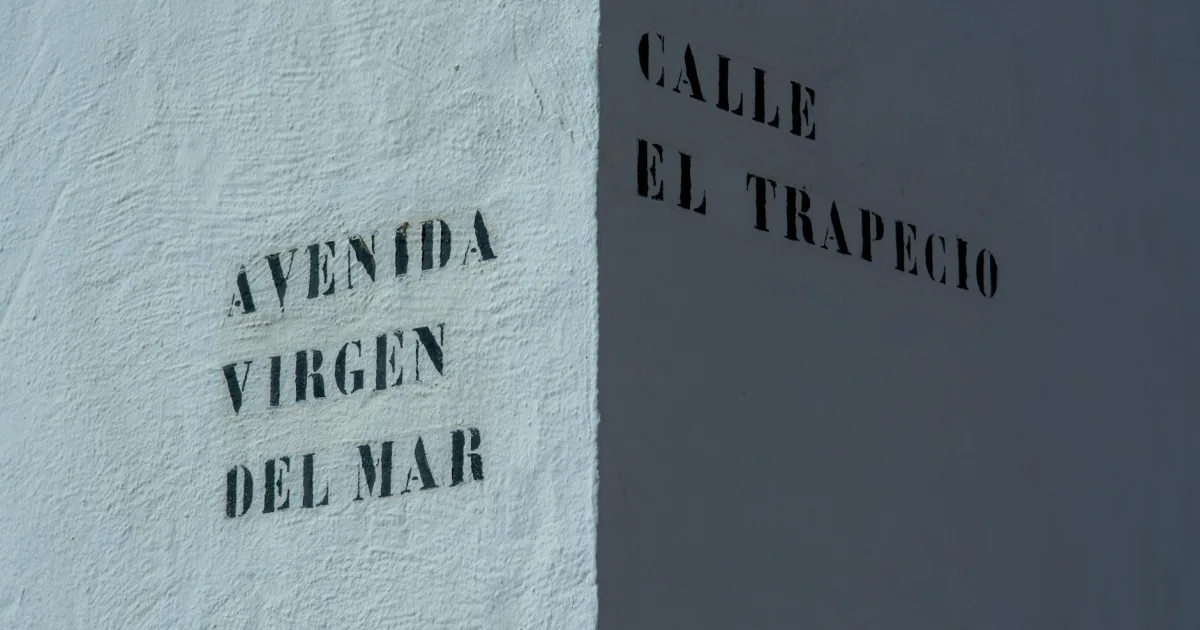 AVENIDA
VIRGEN
DEL MAR
CALLE
EL TRAPECIO